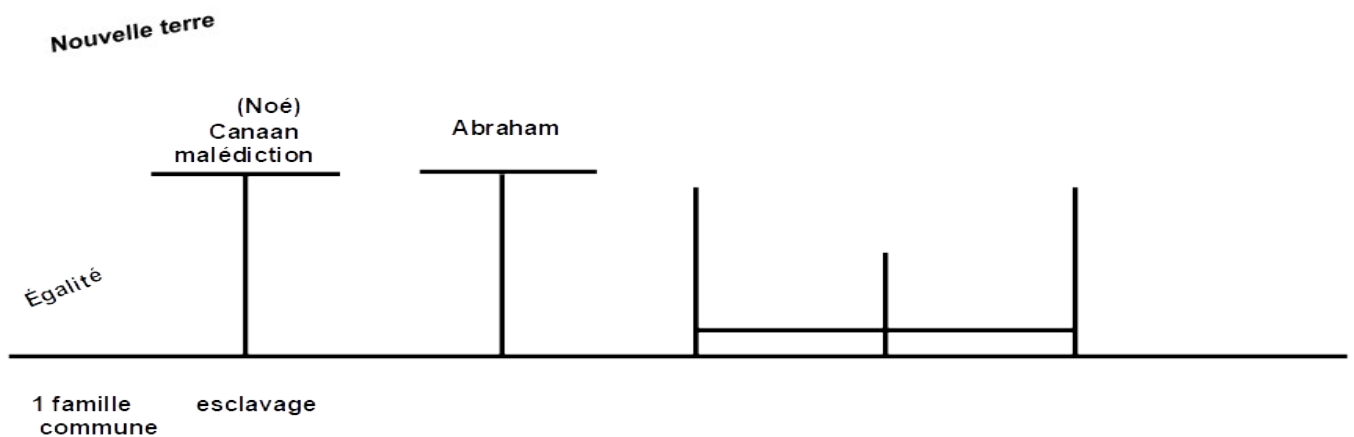 Nouvelle terre
(Noé)
Canaan
malédiction
Abraham
Égalité
1 famille
commune
esclavage